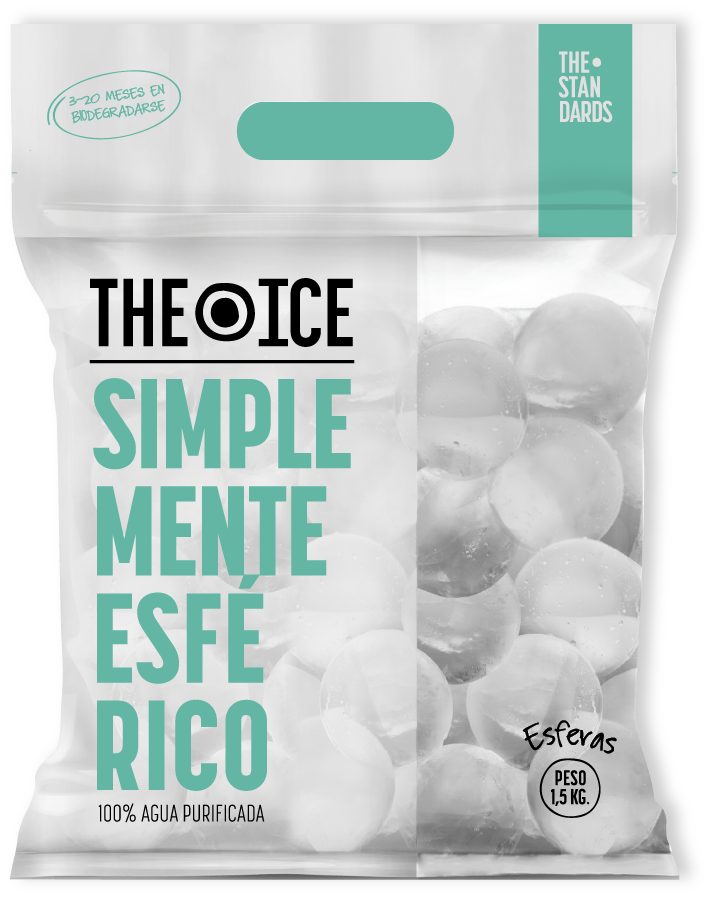 3-20 MESES EN
BIODEGRADARSE
THE•
STAN
DARDS
THE ICE
SIMPLE
MENTE
ESFÉ
RICO
100% AGUA PURIFICADA
Esferas
PESO
1,5 KG.